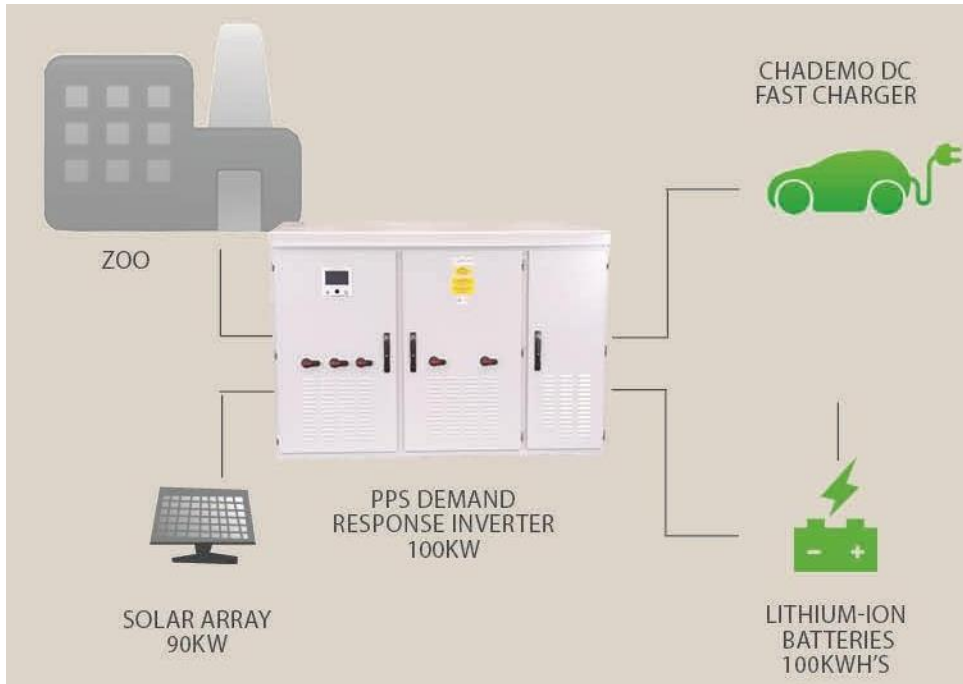 CHADEMO DC
FAST CHARGER
ZOO
PPS DEMAND
RESPONSE INVERTER
100KW
SOLAR ARRAY
90KW
LITHIUM-ION
BATTERIES
100KWH'S